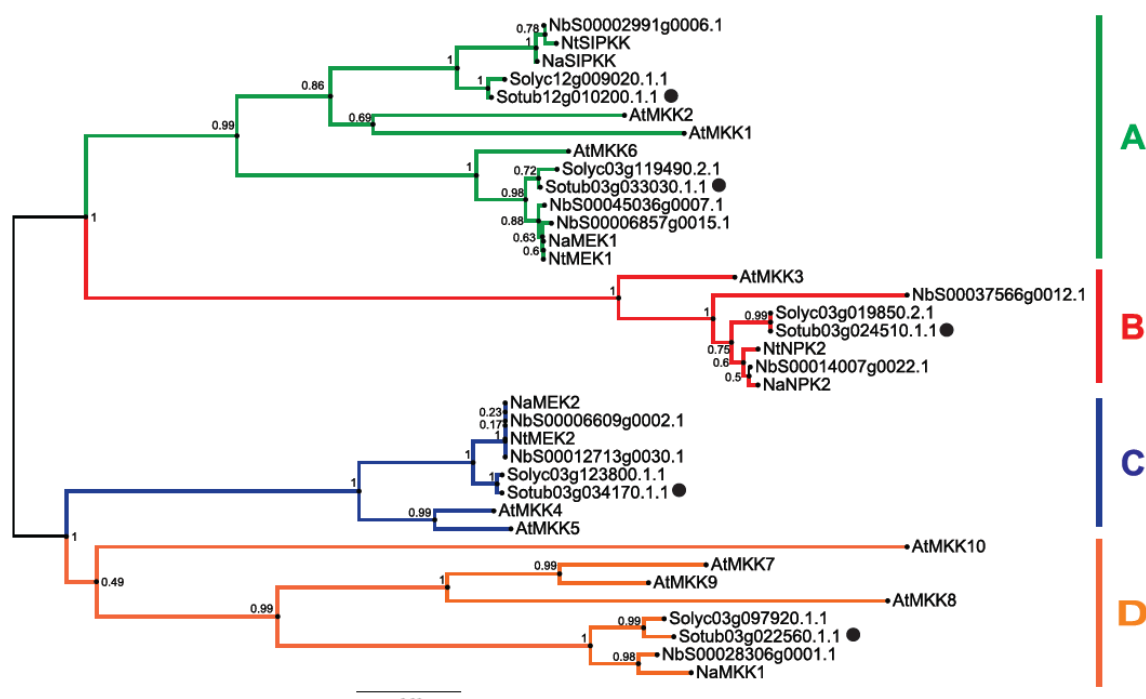 0.78 NbS00002991g0006.1
1 NtSIPKK
NaSIPKK
1 Solyc12g009020.1.1
0.86 1 Sotub12g010200.1.1
0.69 AtMKK2
0.99 AtMKK1
A
AtMKK6
1 0.72 Solyc03g119490.2.1
Sotub03g033030.1.1
0.98 NbS00045036g0007.1
0.88 NbS00006857g0015.1
1 0.63 NaMEK1
0.6 NtMEK1
AtMKK3
1 NbS00037566g0012.1
1 0.99 Solyc03g019850.2.1
Sotub03g024510.1.1
B
0.75 NtNPK2
0.6 NbS00014007g0022.1
0.5 NaNPK2
NaMEK2
0.23 NbS00006609g0002.1
0.17
1 NtMEK2
1 NbS00012713g0030.1
C
1 Solyc03g123800.1.1
1 Sotub03g034170.1.1
0.99 AtMKK4
AtMKK5
1 AtMKK10
0.49 0.99 AtMKK7
1 AtMKK9
AtMKK8
0.99 0.99 Solyc03g097920.1.1
D
1 Sotub03g022560.1.1
0.98 NbS00028306g0001.1
NaMKK1